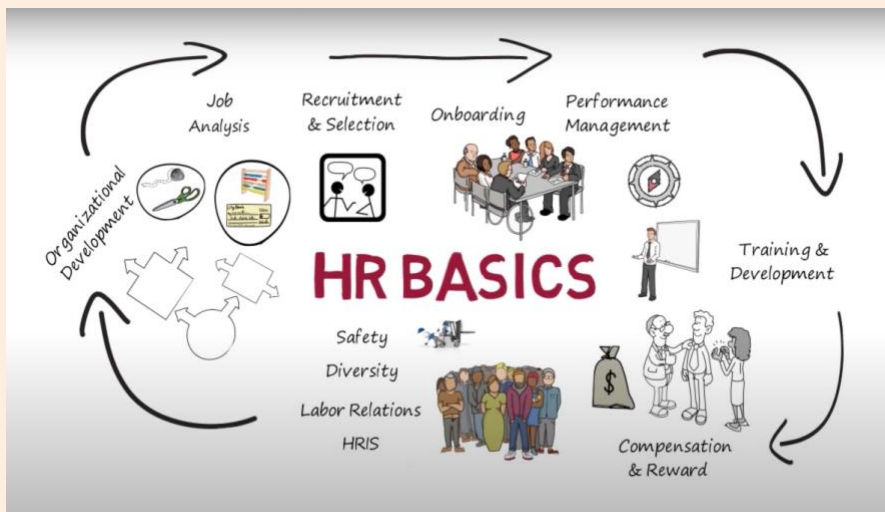 Job
Analysis
Recruitment
& Selection
Onboarding
Performance
Management
Training &
Development
Compensation
& Reward
Organizational
Development
HR BASICS
Safety
Diversity
Labor Relations
HRIS
$